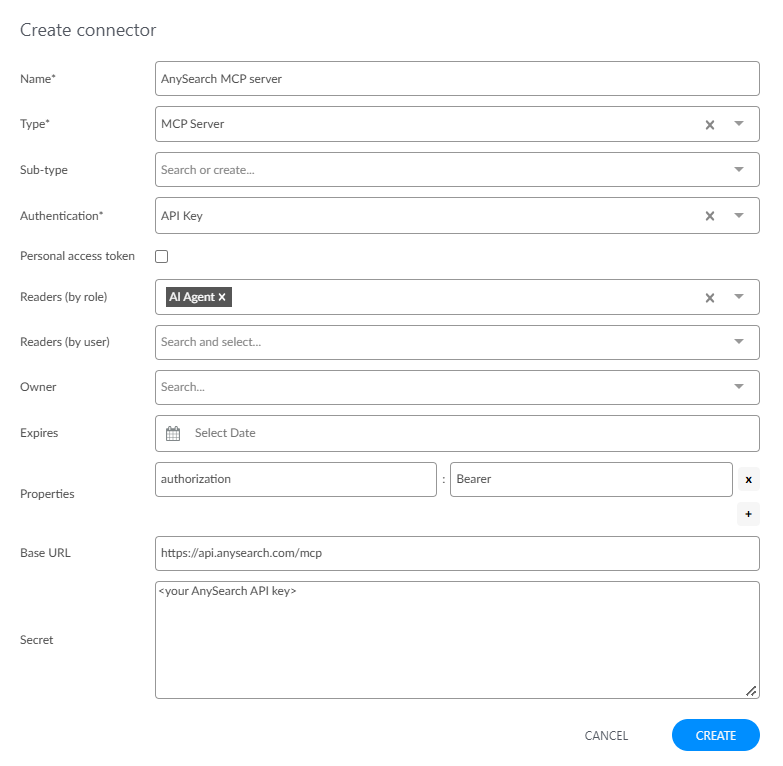 Create connector
Name* AnySearch MCP server
Type* MCP Server
Sub-type Search or create...
Authentication* API Key
Personal access token
Readers (by role) AI Agent x
Readers (by user) Search and select...
Owner Search...
Expires Select Date
Properties authorization : Bearer x
+
Base URL https://api.anysearch.com/mcp
Secret <your AnySearch API key>
CANCEL CREATE